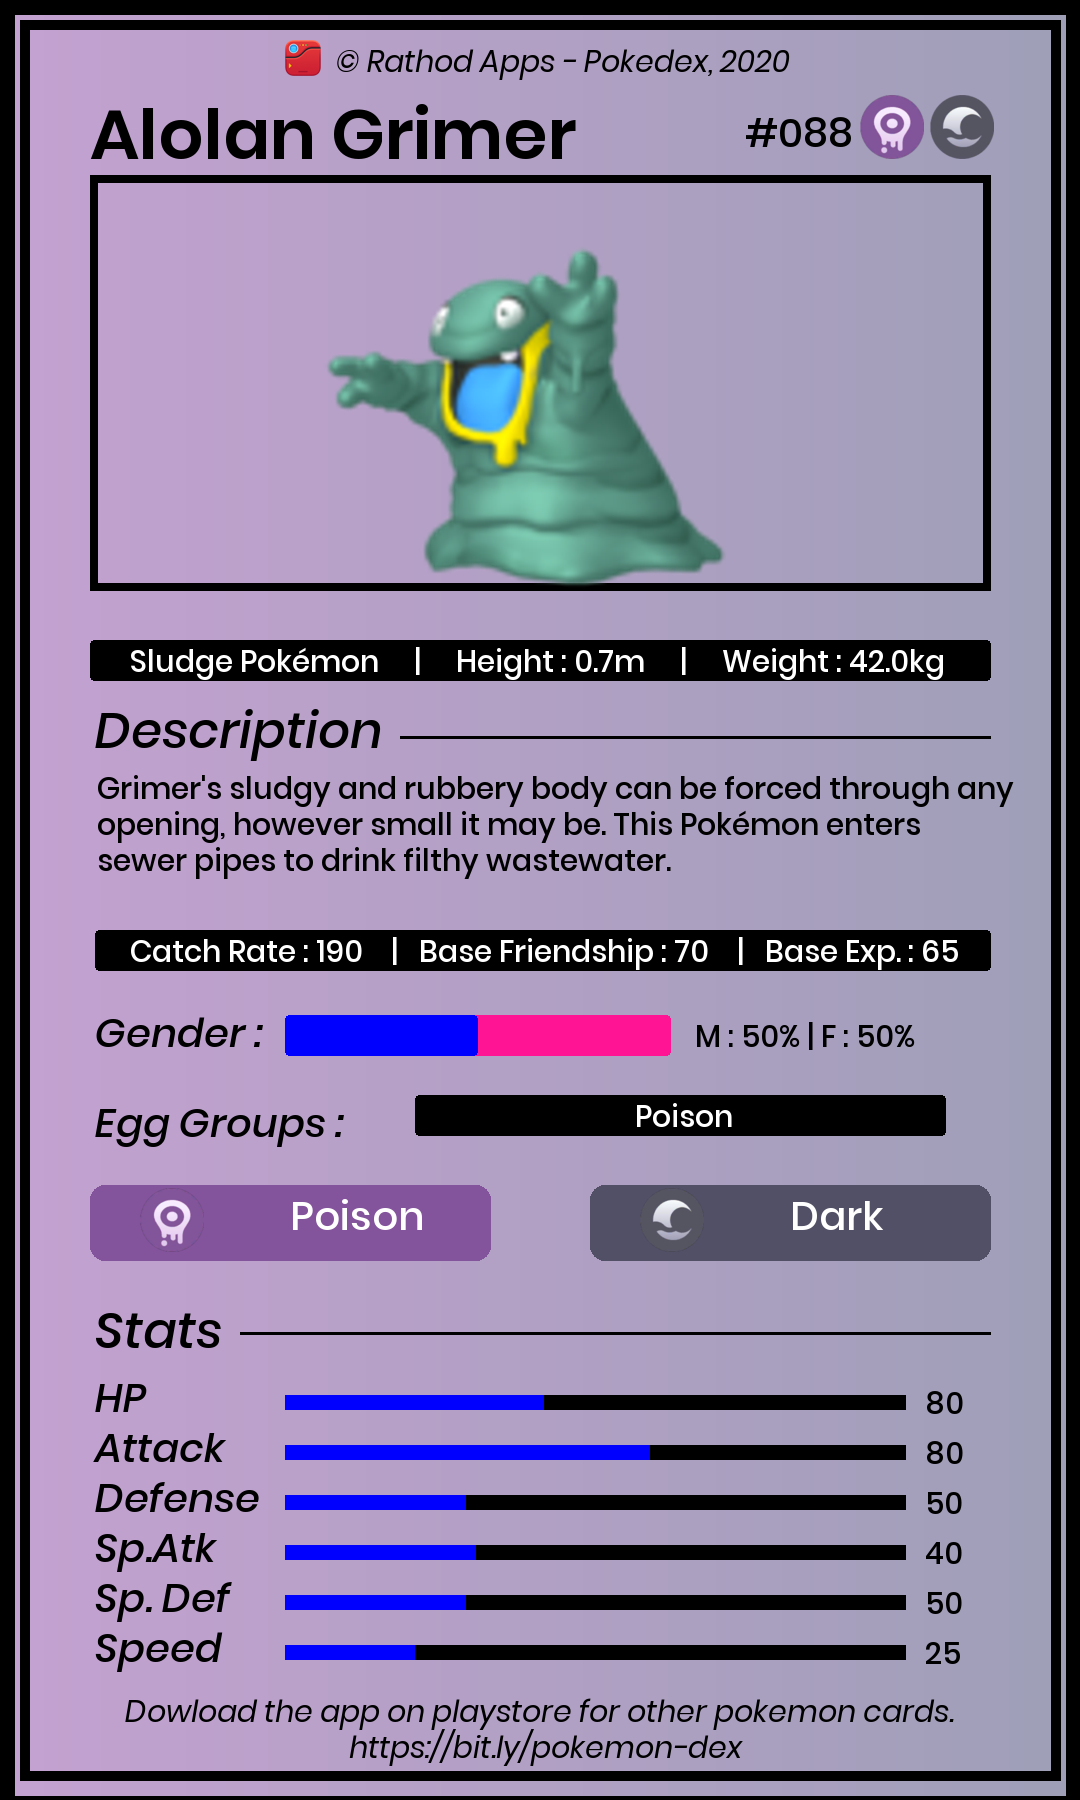 © Rathod Apps - Pokedex, 2020
Alolan Grimer #088
Sludge Pokémon | Height : 0.7m | Weight : 42.0kg
Description
Grimer's sludgy and rubbery body can be forced through any
opening, however small it may be. This Pokémon enters
sewer pipes to drink filthy wastewater.
Catch Rate : 190 | Base Friendship : 70 | Base Exp. : 65
Gender : M : 50% | F : 50%
Egg Groups : Poison
Poison Dark
Stats
HP 80
Attack 80
Defense 50
Sp.Atk 40
Sp. Def 50
Speed 25
Dowload the app on playstore for other pokemon cards.
https://bit.ly/pokemon-dex